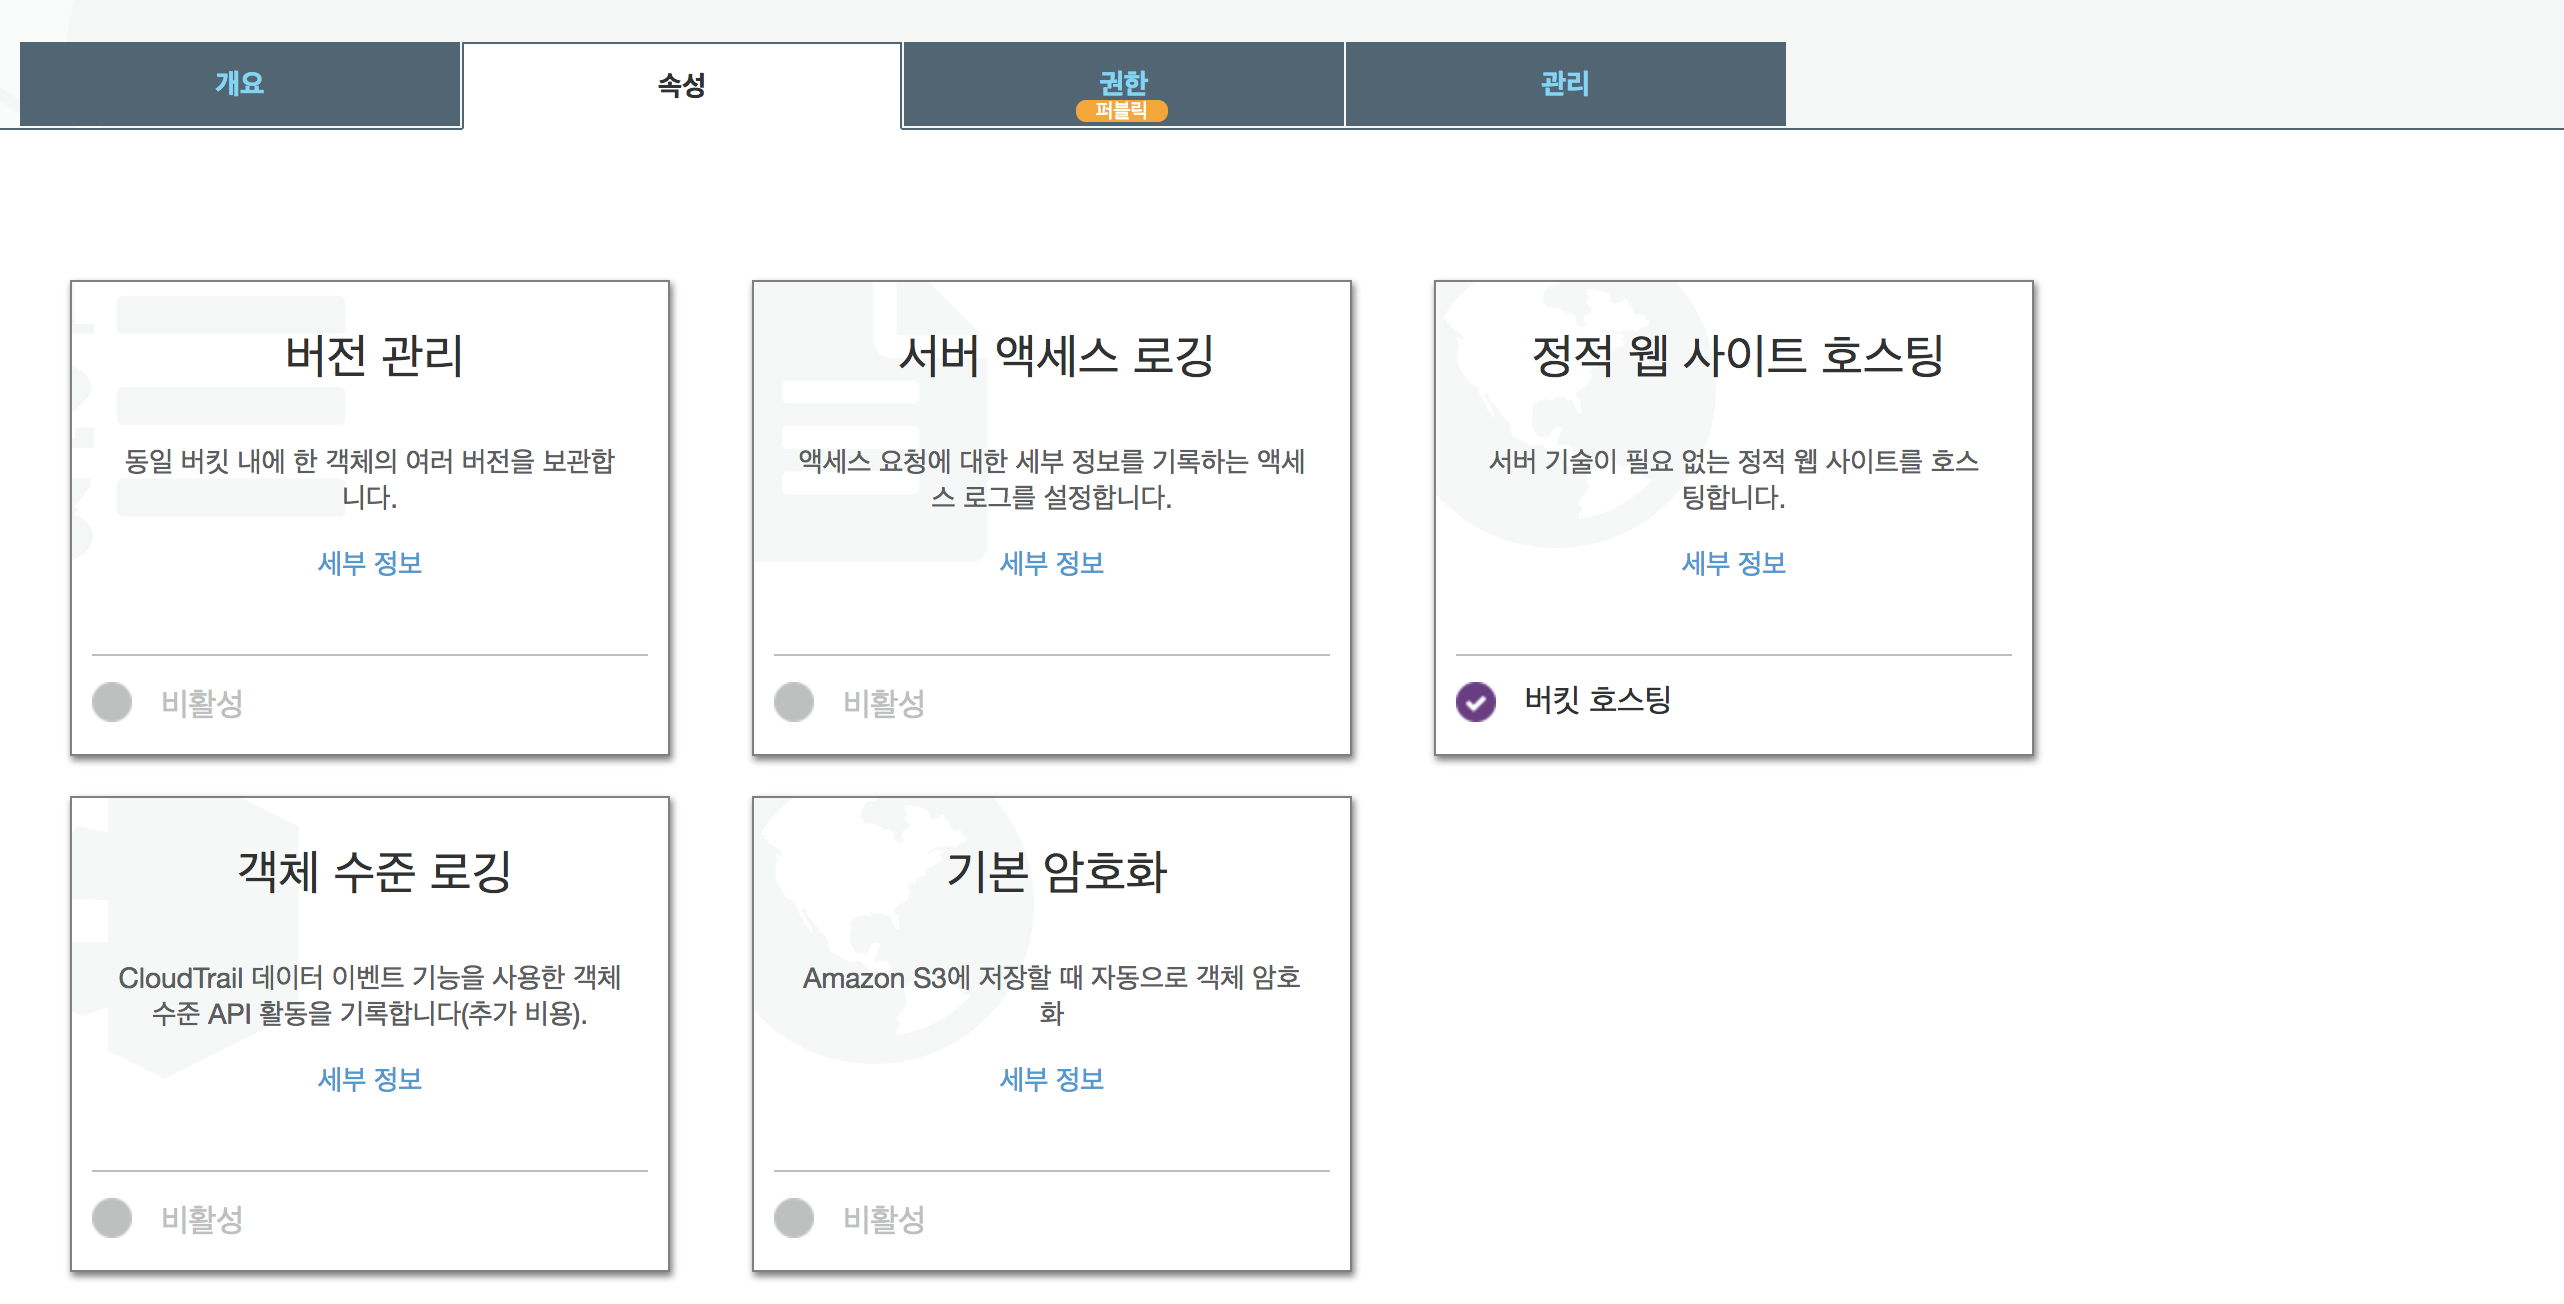 개요
속성
권한
퍼블릭
관리
버전 관리
동일 버킷 내에 한 객체의 여러 버전을 보관합
니다.
세부 정보
비활성
서버 액세스 로깅
액세스 요청에 대한 세부 정보를 기록하는 액세
스 로그를 설정합니다.
세부 정보
비활성
정적 웹 사이트 호스팅
서버 기술이 필요 없는 정적 웹 사이트를 호스
팅합니다.
세부 정보
버킷 호스팅
객체 수준 로깅
CloudTrail 데이터 이벤트 기능을 사용한 객체
수준 API 활동을 기록합니다(추가 비용).
세부 정보
비활성
기본 암호화
Amazon S3에 저장할 때 자동으로 객체 암호
화
세부 정보
비활성